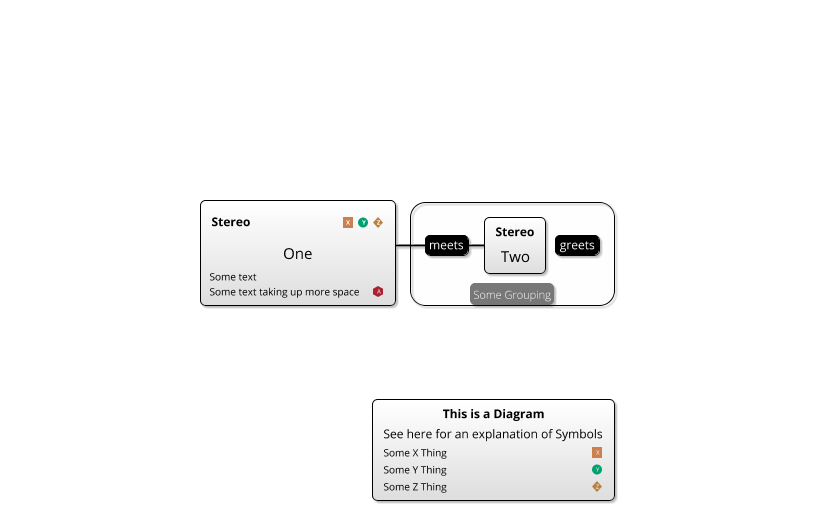 Stereo X Y Z
One
Some text
Some text taking up more space A
meets
Stereo
Two
greets
Some Grouping
This is a Diagram
See here for an explanation of Symbols
Some X Thing X
Some Y Thing Y
Some Z Thing Z